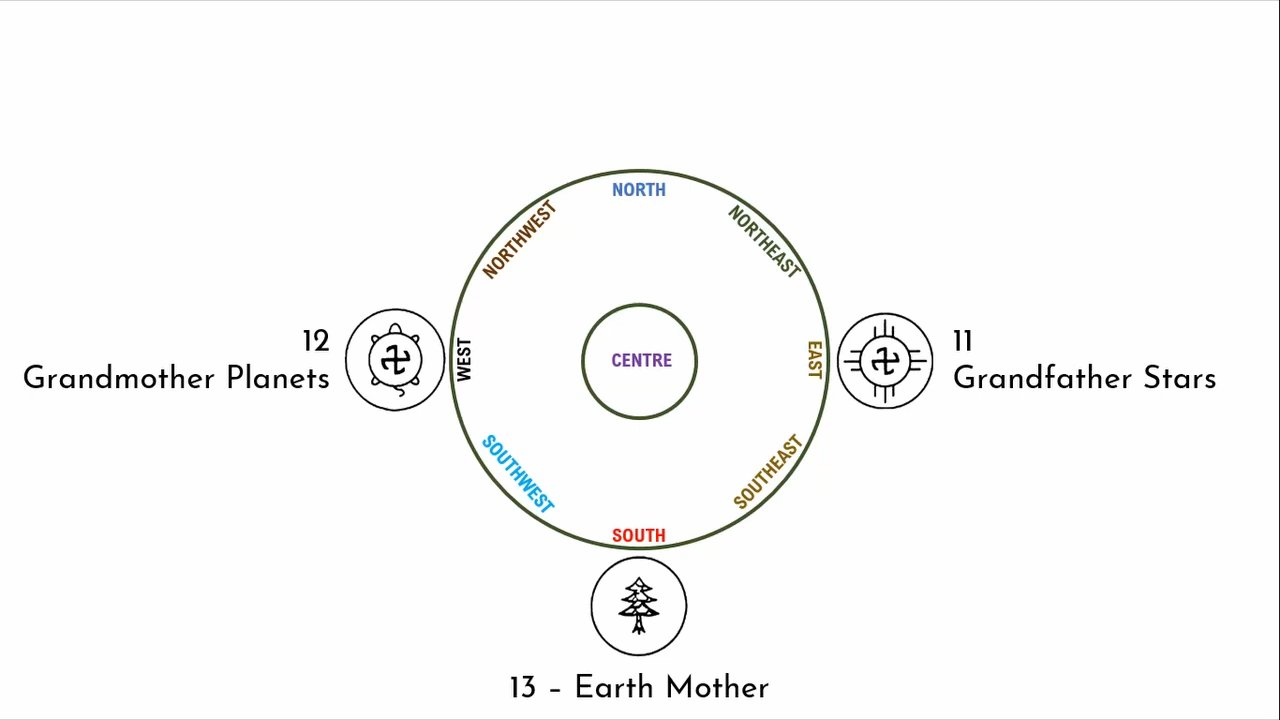 NORTH
NORTHWEST
NORTHEAST
12
Grandmother Planets
WEST
CENTRE
EAST
11
Grandfather Stars
SOUTHWEST
SOUTHEAST
SOUTH
13 – Earth Mother